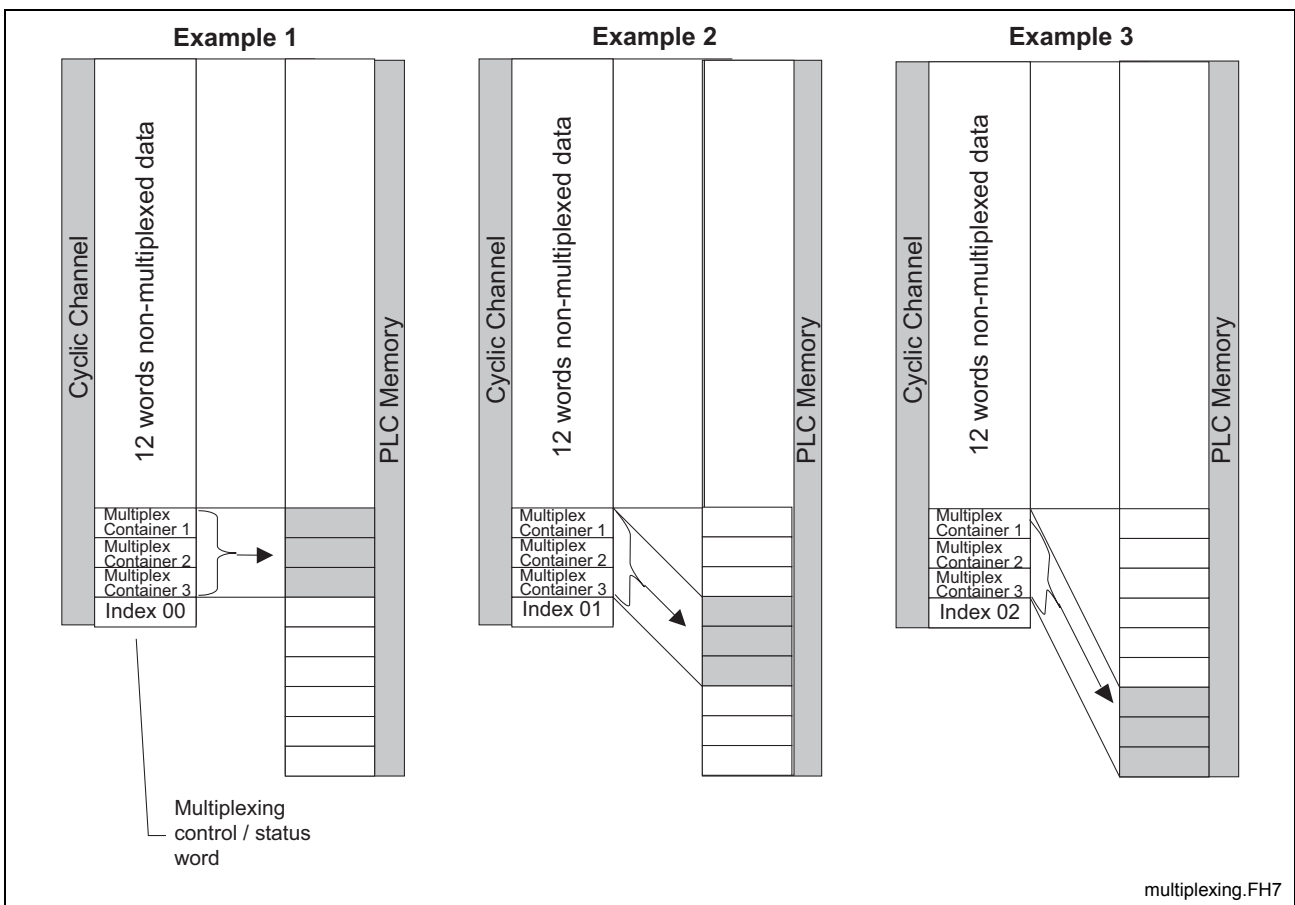 Example 1
Cyclic Channel
12 words non-multiplexed data
PLC Memory
Multiplex
Container 1
Multiplex
Container 2
Multiplex
Container 3
Index 00
Multiplexing
control / status
word
Example 2
Cyclic Channel
12 words non-multiplexed data
PLC Memory
Multiplex
Container 1
Multiplex
Container 2
Multiplex
Container 3
Index 01
Example 3
Cyclic Channel
12 words non-multiplexed data
PLC Memory
Multiplex
Container 1
Multiplex
Container 2
Multiplex
Container 3
Index 02
multiplexing.FH7